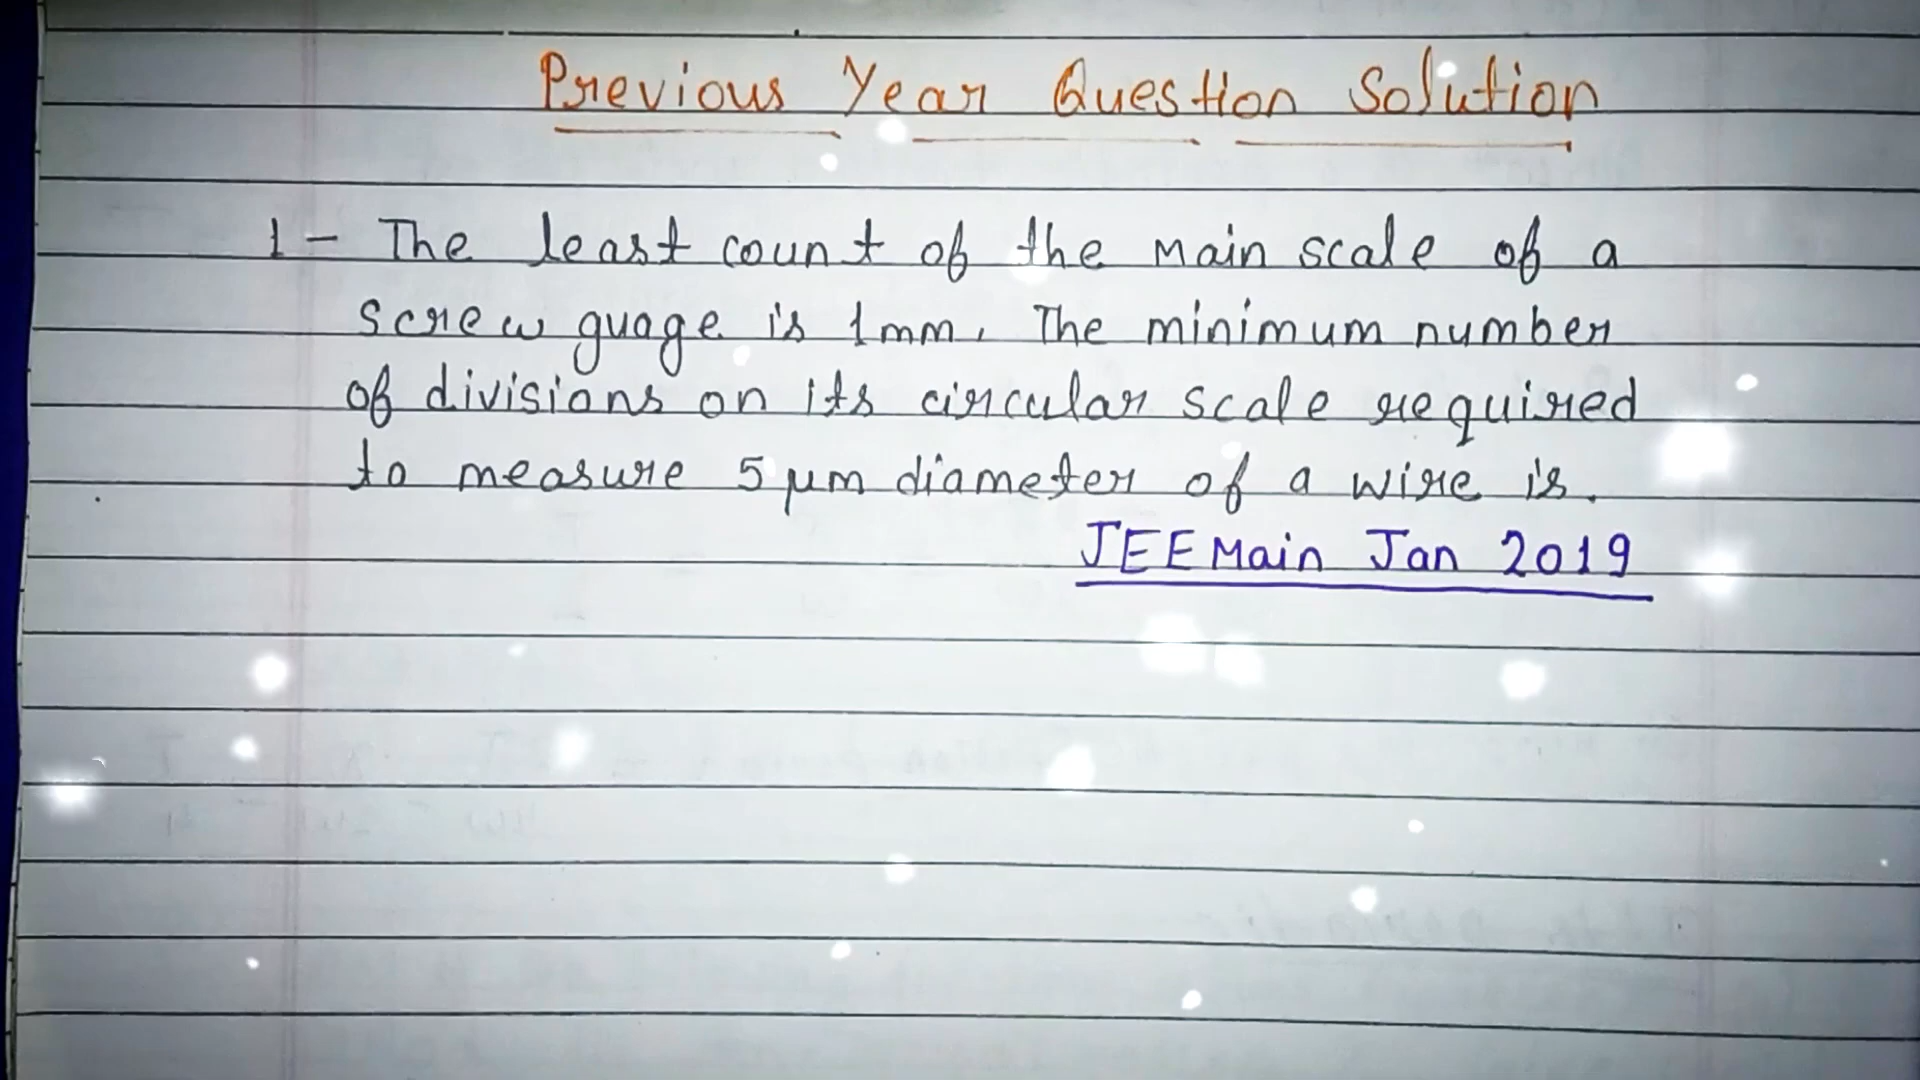 Previous Year Question Solution
1- The least count of the main scale of a
screw guage is 1mm. The minimum number
of divisions on its circular scale required
to measure 5 μm diameter of a wire is.
JEE Main Jan 2019